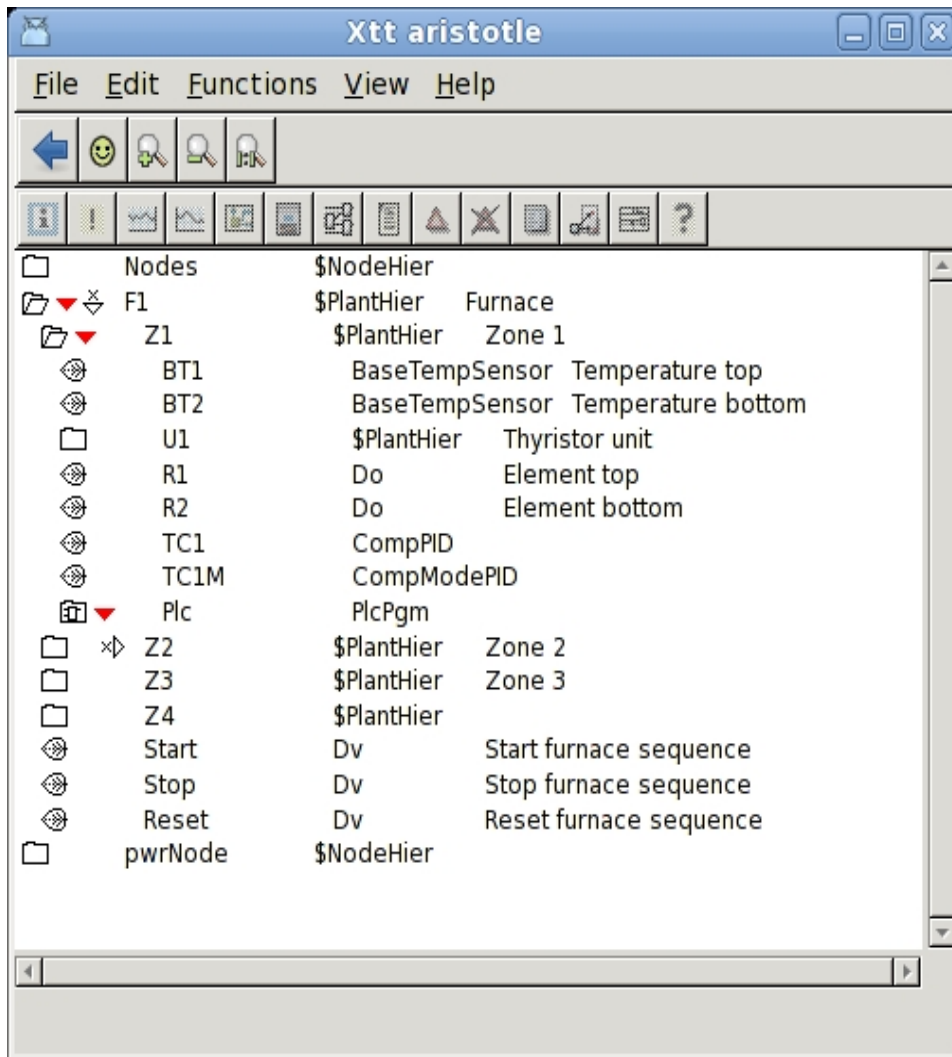 Xtt aristotle
File Edit Functions View Help
Nodes $NodeHier
F1 $PlantHier Furnace
Z1 $PlantHier Zone 1
BT1 BaseTempSensor Temperature top
BT2 BaseTempSensor Temperature bottom
U1 $PlantHier Thyristor unit
R1 Do Element top
R2 Do Element bottom
TC1 CompPID
TC1M CompModePID
Plc PlcPgm
Z2 $PlantHier Zone 2
Z3 $PlantHier Zone 3
Z4 $PlantHier
Start Dv Start furnace sequence
Stop Dv Stop furnace sequence
Reset Dv Reset furnace sequence
pwrNode $NodeHier